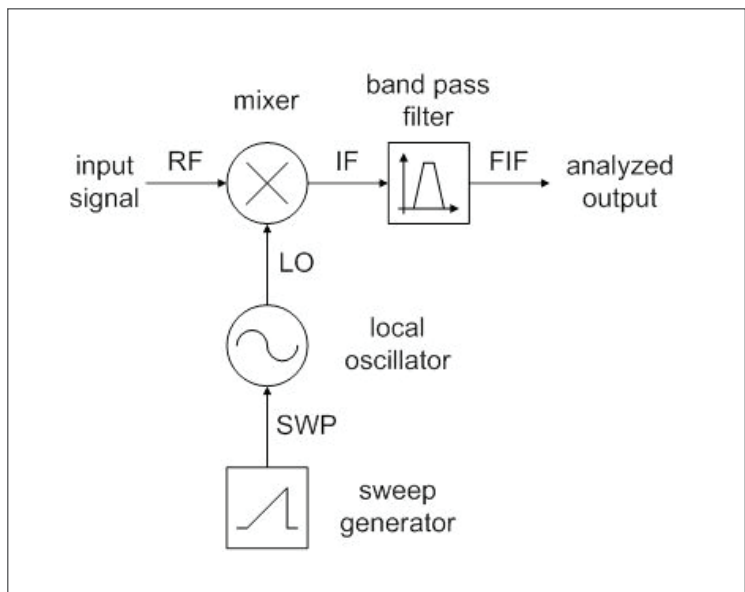 mixer
band pass
filter
input
signal
RF
IF
FIF
analyzed
output
LO
local
oscillator
SWP
sweep
generator